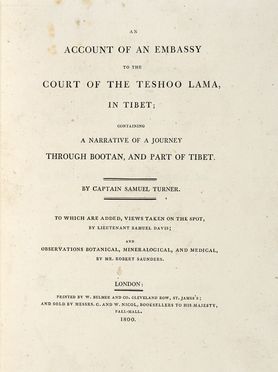 AN
ACCOUNT OF AN EMBASSY
TO THE
COURT OF THE TESHOO LAMA,
IN TIBET;
CONTAINING
A NARRATIVE OF A JOURNEY
THROUGH BOOTAN, AND PART OF TIBET.
BY CAPTAIN SAMUEL TURNER.
TO WHICH ARE ADDED, VIEWS TAKEN ON THE SPOT,
BY LIEUTENANT SAMUEL DAVIS;
AND
OBSERVATIONS BOTANICAL, MINERALOGICAL, AND MEDICAL,
BY MR. ROBERT SAUNDERS.
LONDON:
PRINTED BY W. BULMER AND CO. CLEVELAND ROW, ST. JAMES'S;
AND SOLD BY MESSRS. G. AND W. NICOL, BOOKSELLERS TO HIS MAJESTY,
PALL-MALL.
1800.